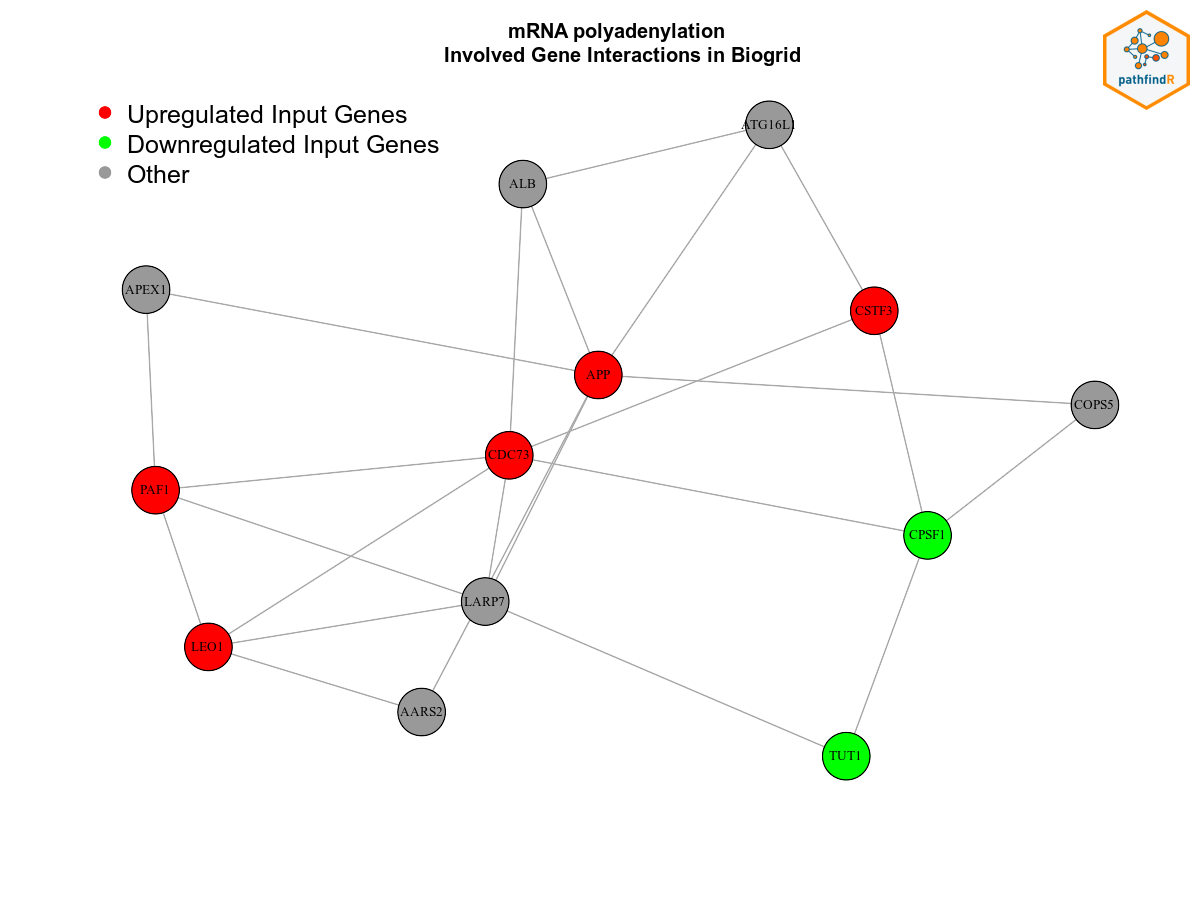 mRNA polyadenylation
Involved Gene Interactions in Biogrid
pathfindR
Upregulated Input Genes
Downregulated Input Genes
Other
ATG16L1
ALB
APEX1
CSTF3
APP
COPS5
CDC73
PAF1
CPSF1
LARP7
LEO1
AARS2
TUT1